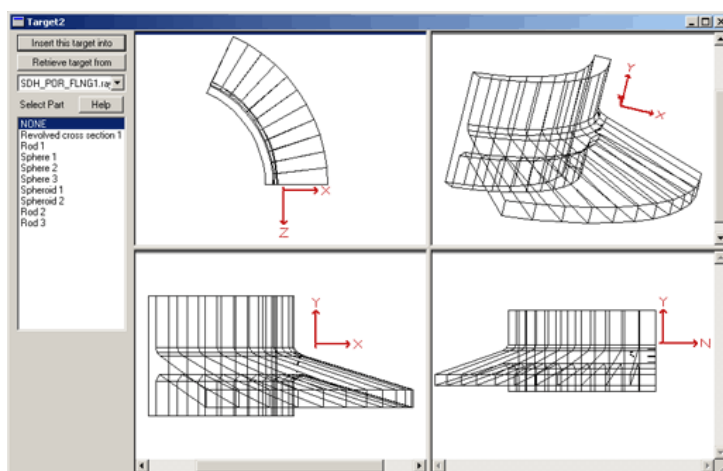 Target2
Insert this target into
Retrieve target from
SDH_POR_FLNG1.ray
Select Part Help
NONE
Revolved cross section 1
Rod 1
Sphere 1
Sphere 2
Sphere 3
Spheroid 1
Spheroid 2
Rod 2
Rod 3
X
Z
Y
X
Y
X
Y
N